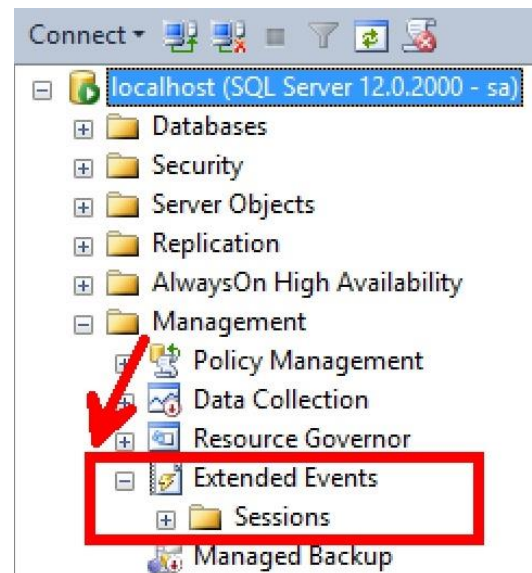 Connect
localhost (SQL Server 12.0.2000 - sa)
Databases
Security
Server Objects
Replication
AlwaysOn High Availability
Management
Policy Management
Data Collection
Resource Governor
Extended Events
Sessions
Managed Backup